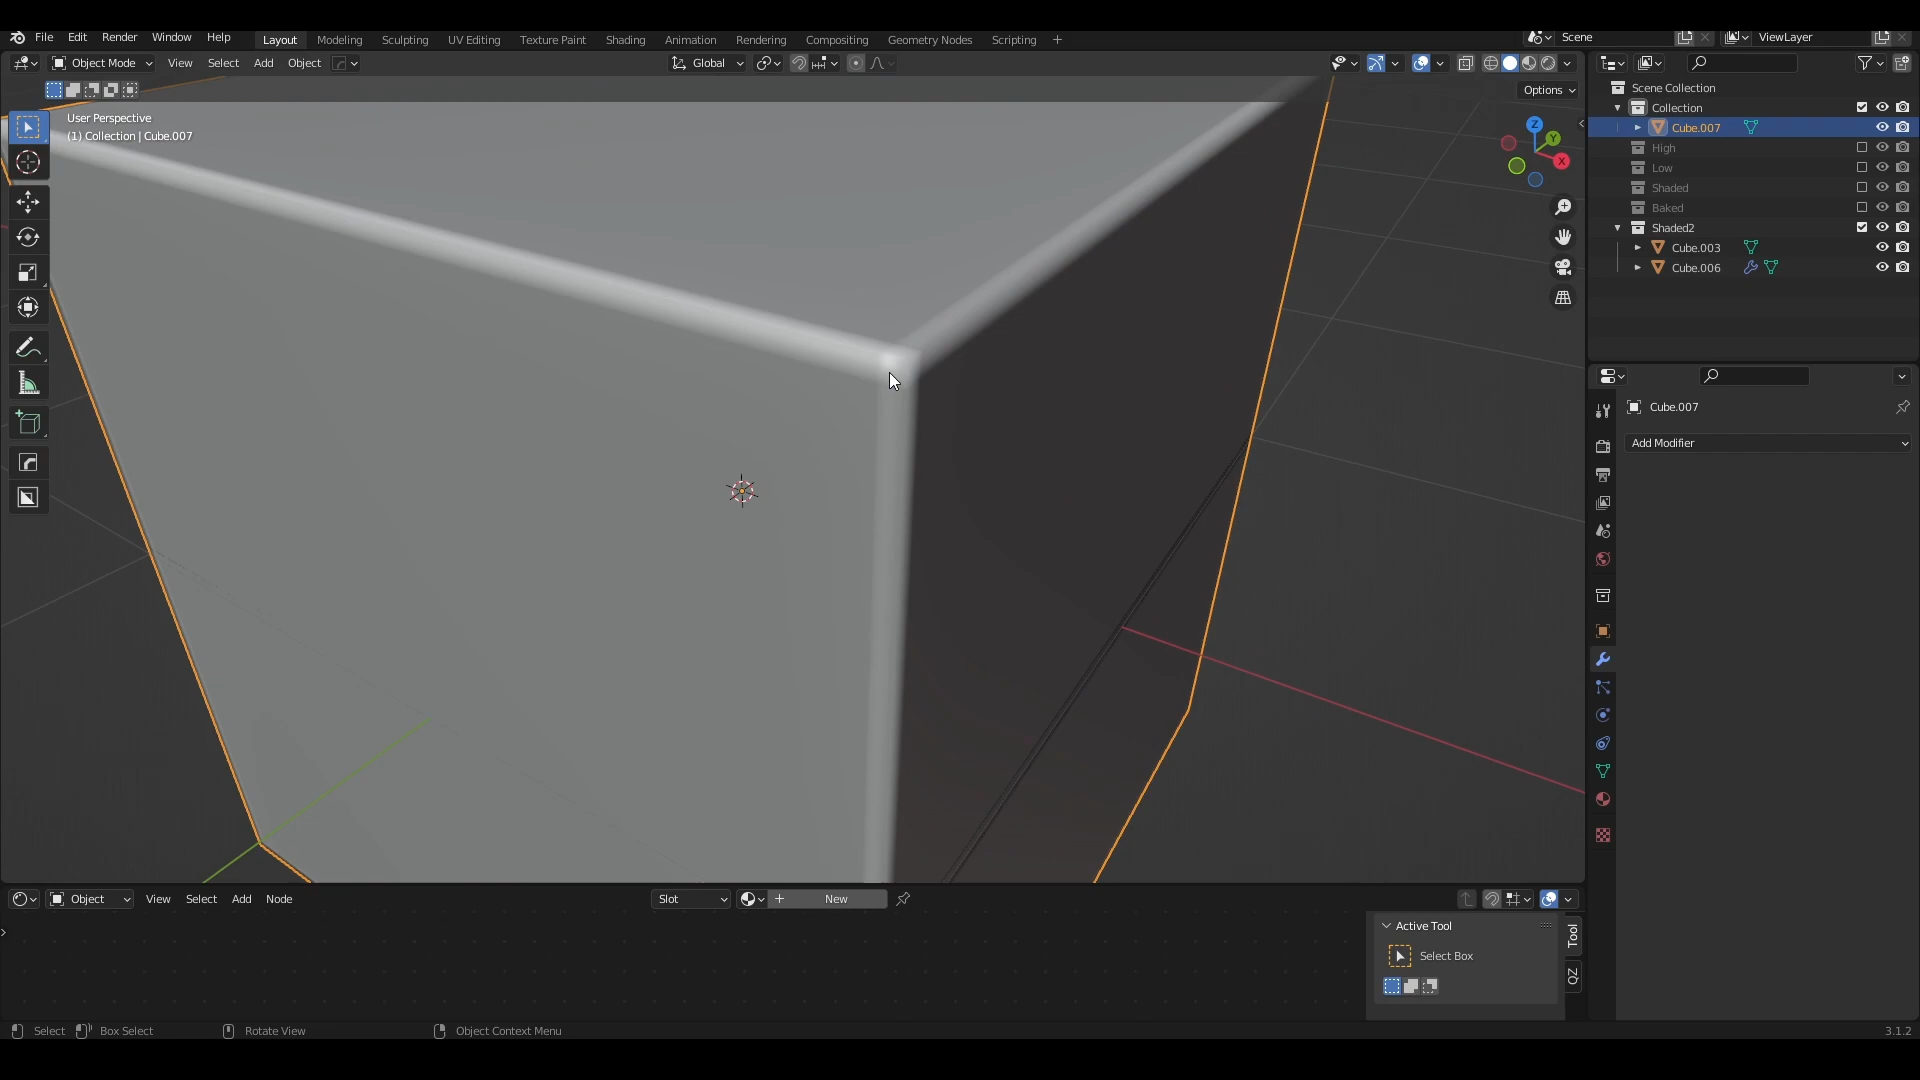 File Edit Render Window Help Layout Modeling Sculpting UV Editing Texture Paint Shading Animation Rendering Compositing Geometry Nodes Scripting + Scene ViewLayer
Object Mode View Select Add Object Global
Options
User Perspective
(1) Collection | Cube.007
Z
Y
X
Scene Collection
Collection
Cube.007
High
Low
Shaded
Baked
Shaded2
Cube.003
Cube.006
Cube.007
Add Modifier
Object View Select Add Node Slot New
Active Tool
Select Box
Tool
QZ
Select Box Select Rotate View Object Context Menu 3.1.2